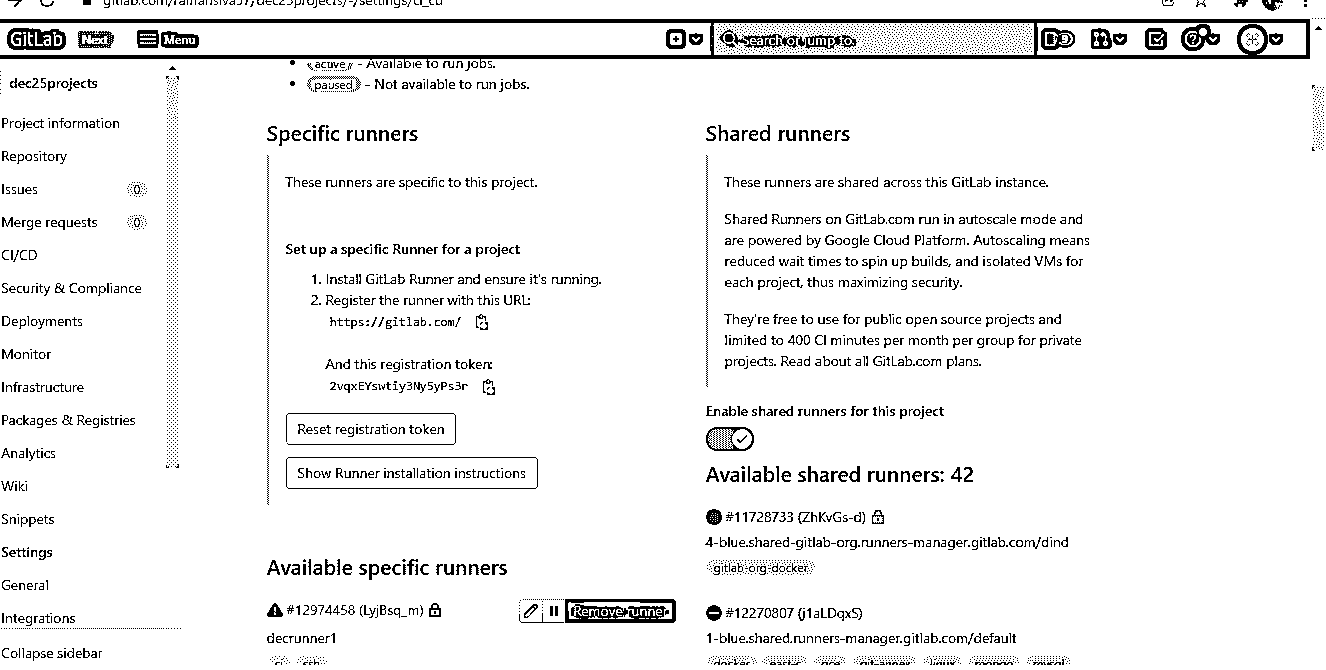 gitlab.com/ramansiva57/dec25projects/-/settings/ci_cd
GitLab Next Menu Search or jump to
dec25projects
Project information
Repository
Issues 0
Merge requests 0
CI/CD
Security & Compliance
Deployments
Monitor
Infrastructure
Packages & Registries
Analytics
Wiki
Snippets
Settings
General
Integrations
Collapse sidebar
active - Available to run jobs.
paused - Not available to run jobs.
Specific runners
These runners are specific to this project.
Set up a specific Runner for a project
1. Install GitLab Runner and ensure it's running.
2. Register the runner with this URL:
https://gitlab.com/
And this registration token:
2vqxEYswtiy3Ny5yPs3r
Reset registration token
Show Runner installation instructions
Available specific runners
#12974458 (LyjBsq_m) Remove runner
decrunner1
ci ssh
Shared runners
These runners are shared across this GitLab instance.
Shared Runners on GitLab.com run in autoscale mode and
are powered by Google Cloud Platform. Autoscaling means
reduced wait times to spin up builds, and isolated VMs for
each project, thus maximizing security.
They're free to use for public open source projects and
limited to 400 CI minutes per month per group for private
projects. Read about all GitLab.com plans.
Enable shared runners for this project
Available shared runners: 42
#11728733 (ZhKvGs-d)
4-blue.shared-gitlab-org.runners-manager.gitlab.com/dind
gitlab-org-docker
#12270807 (j1aLDqxS)
1-blue.shared.runners-manager.gitlab.com/default